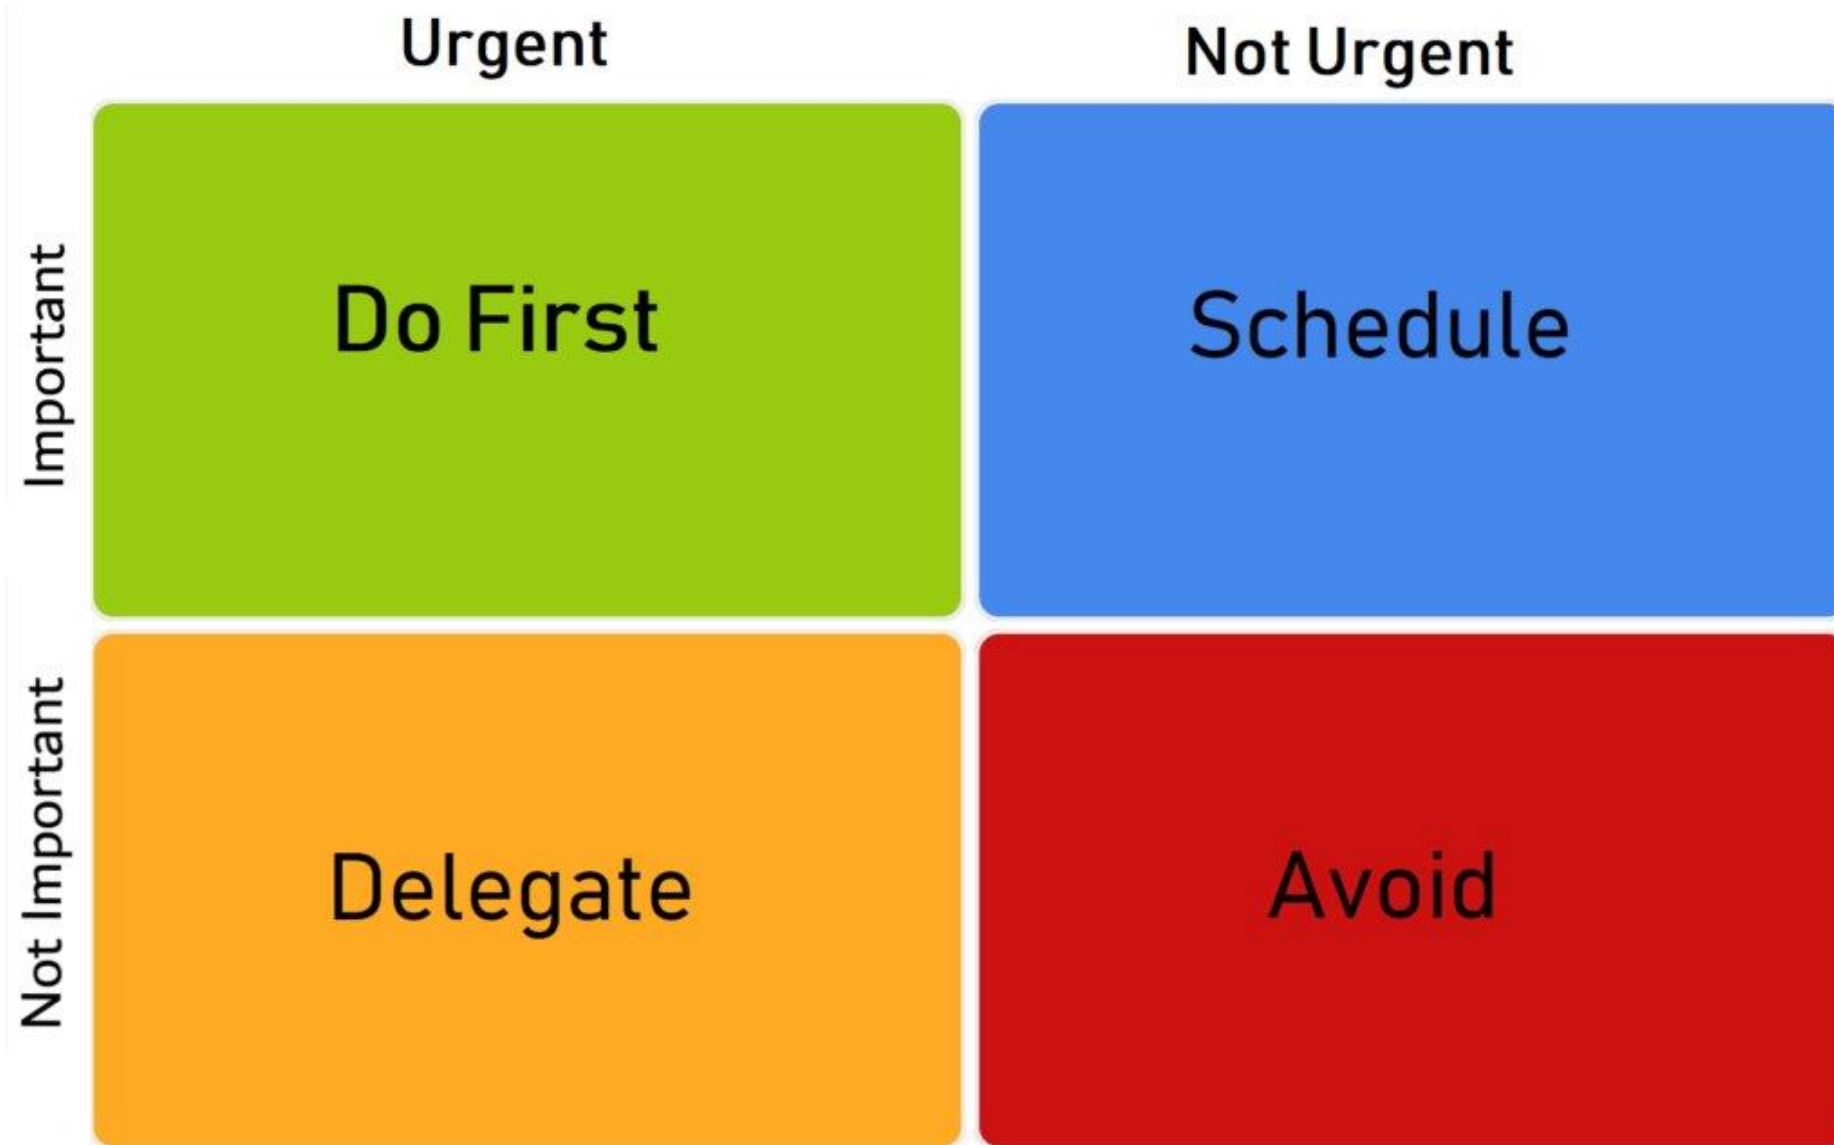 Urgent
Not Urgent
Important
Do First
Schedule
Not Important
Delegate
Avoid